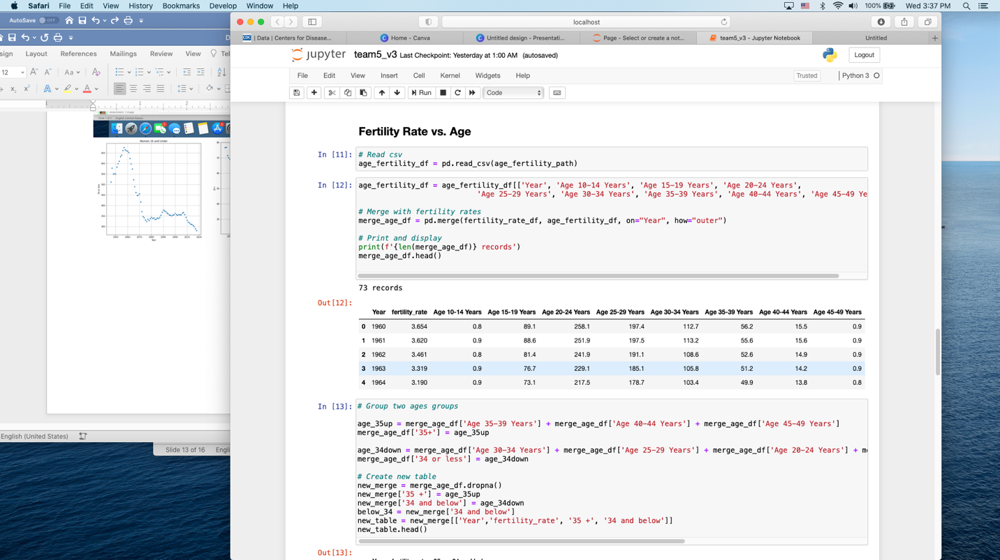 Safari File Edit View History Bookmarks Develop Window Help
100% Wed 3:37 PM
AutoSave OFF
sign Layout References Mailings Review View Tel
12 Aa
1 2
Women 34 and Under
Year
English (United States)
Slide 13 of 16 Engli
localhost
CDC | Data | Centers for Disease...
Home - Canva
Untitled design - Presentati...
Page - Select or create a not...
team5_v3 - Jupyter Notebook
Untitled
jupyter team5_v3 Last Checkpoint: Yesterday at 1:00 AM (autosaved)
Logout
File Edit View Insert Cell Kernel Widgets Help
Trusted Python 3
Run Code
Fertility Rate vs. Age
In [11]: # Read csv
age_fertility_df = pd.read_csv(age_fertility_path)
In [12]: age_fertility_df = age_fertility_df[['Year', 'Age 10-14 Years', 'Age 15-19 Years', 'Age 20-24 Years',
'Age 25-29 Years', 'Age 30-34 Years', 'Age 35-39 Years', 'Age 40-44 Years', 'Age 45-49 Ye
# Merge with fertility rates
merge_age_df = pd.merge(fertility_rate_df, age_fertility_df, on="Year", how="outer")
# Print and display
print(f'{len(merge_age_df)} records')
merge_age_df.head()
73 records
Out[12]:
Year fertility_rate Age 10-14 Years Age 15-19 Years Age 20-24 Years Age 25-29 Years Age 30-34 Years Age 35-39 Years Age 40-44 Years Age 45-49 Years
0 1960 3.654 0.8 89.1 258.1 197.4 112.7 56.2 15.5 0.9
1 1961 3.620 0.9 88.6 251.9 197.5 113.2 55.6 15.6 0.9
2 1962 3.461 0.8 81.4 241.9 191.1 108.6 52.6 14.9 0.9
3 1963 3.319 0.9 76.7 229.1 185.1 105.8 51.2 14.2 0.9
4 1964 3.190 0.9 73.1 217.5 178.7 103.4 49.9 13.8 0.8
In [13]: # Group two ages groups
age_35up = merge_age_df['Age 35-39 Years'] + merge_age_df['Age 40-44 Years'] + merge_age_df['Age 45-49 Years']
merge_age_df['35+'] = age_35up
age_34down = merge_age_df['Age 30-34 Years'] + merge_age_df['Age 25-29 Years'] + merge_age_df['Age 20-24 Years'] + me
merge_age_df['34 or less'] = age_34down
# Create new table
new_merge = merge_age_df.dropna()
new_merge['35 +'] = age_35up
new_merge['34 and below'] = age_34down
below_34 = new_merge['34 and below']
new_table = new_merge[['Year','fertility_rate', '35 +', '34 and below']]
new_table.head()
Out[13]: